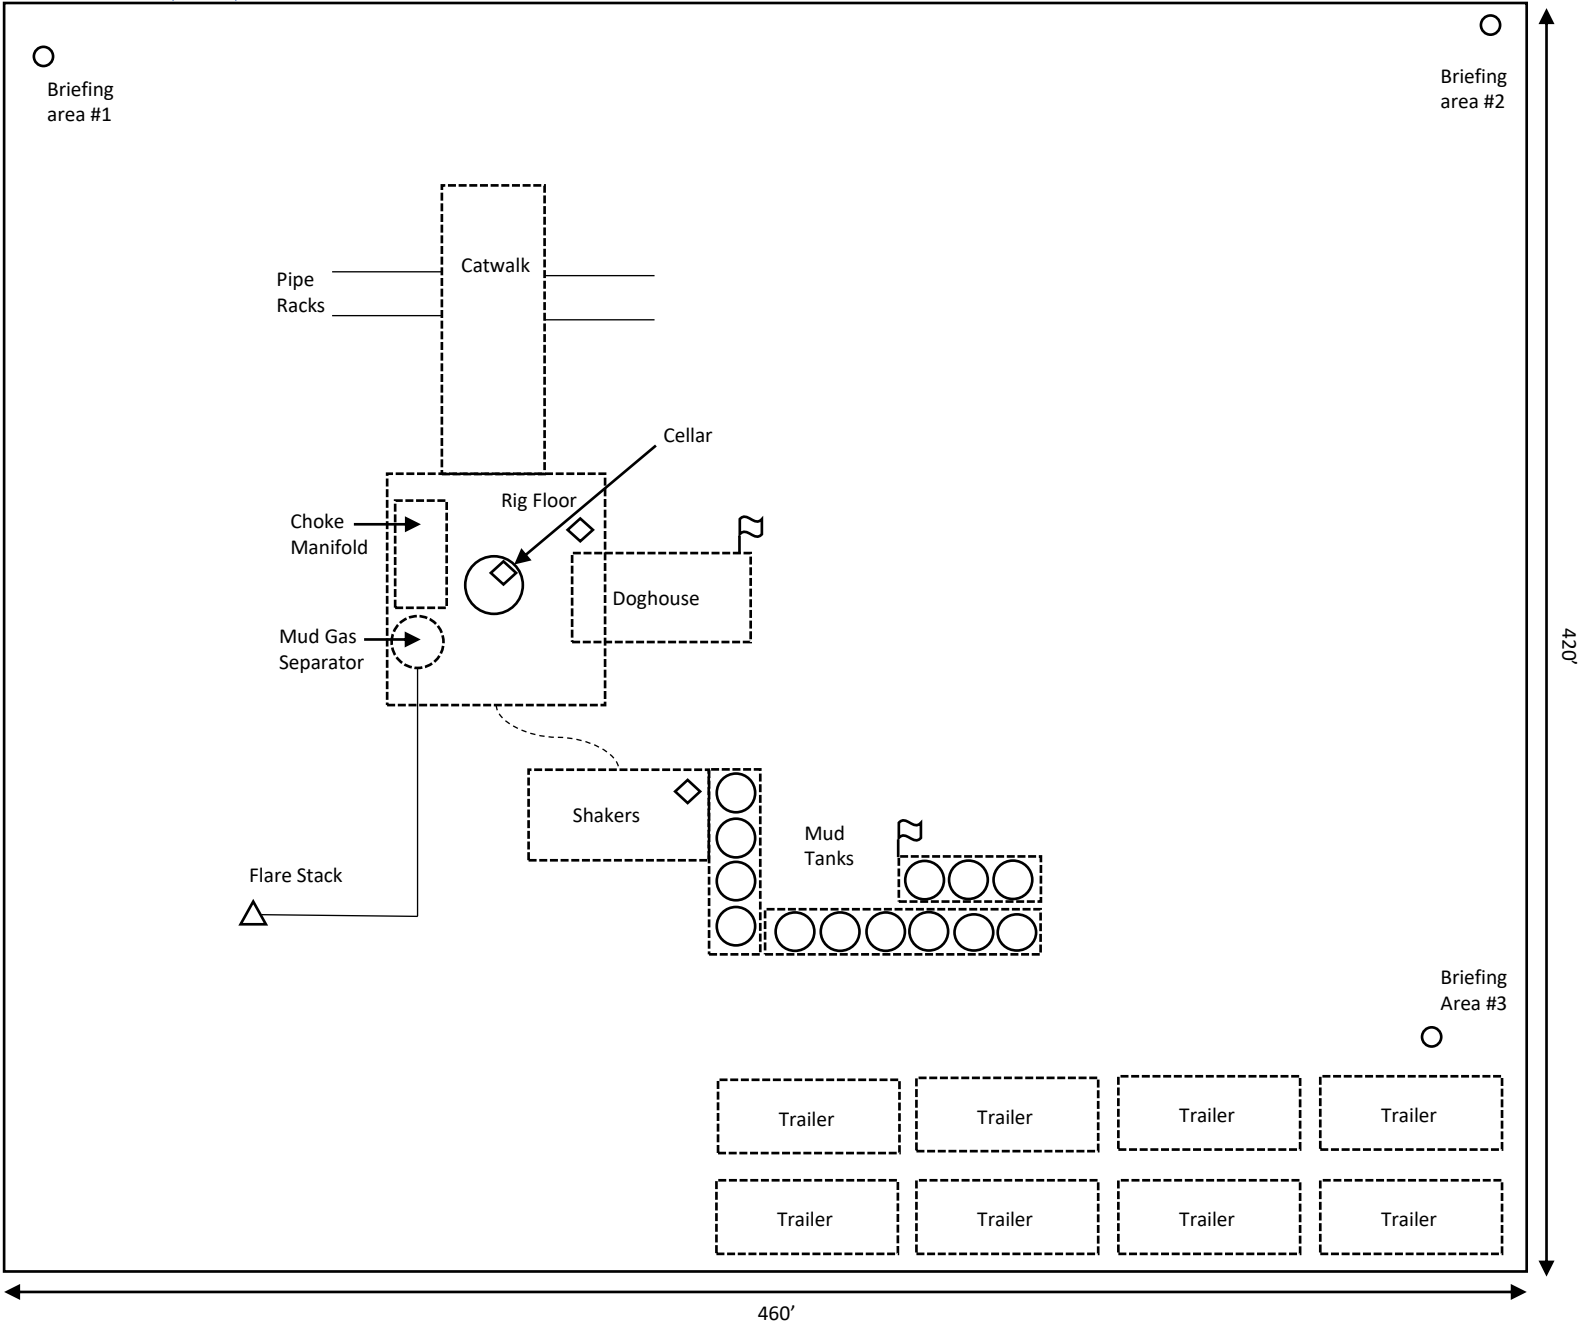 Briefing
area #1
Briefing
area #2
Catwalk
Pipe
Racks
Cellar
Rig Floor
Choke
Manifold
Doghouse
Mud Gas
Separator
420’
Shakers
Mud
Tanks
Flare Stack
Briefing
Area #3
Trailer
Trailer
Trailer
Trailer
Trailer
Trailer
Trailer
Trailer
460’